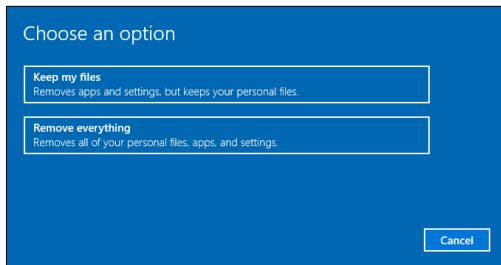 Choose an option
Keep my files
Removes apps and settings, but keeps your personal files.
Remove everything
Removes all of your personal files, apps, and settings.
Cancel